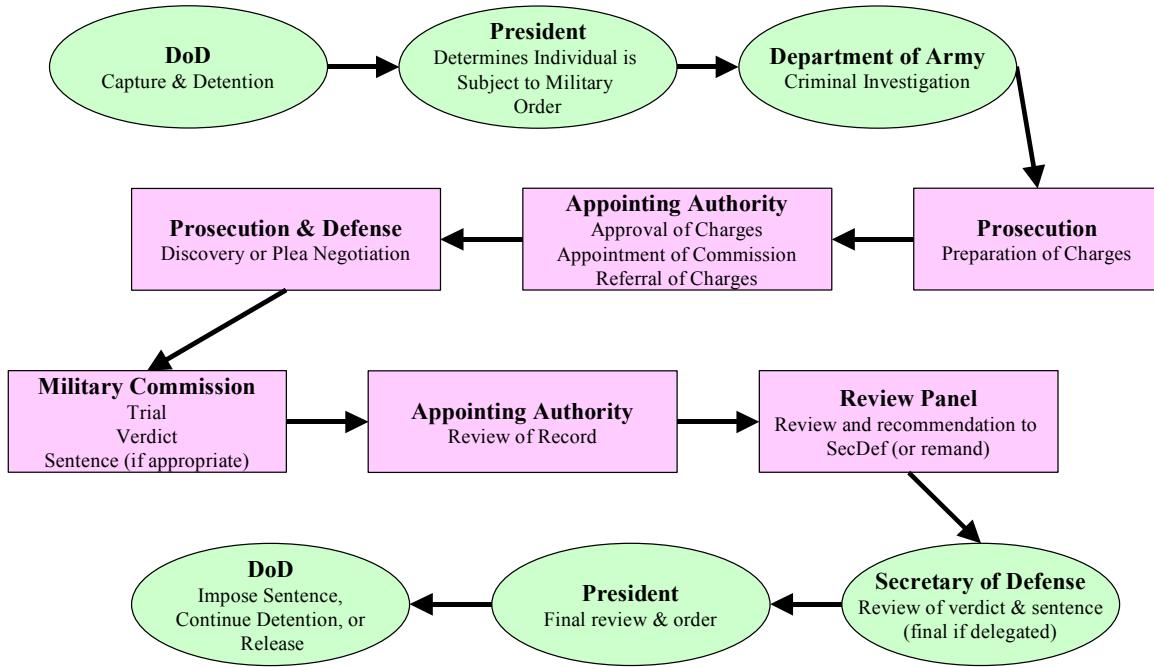 DoD
Capture & Detention
President
Determines Individual is
Subject to Military
Order
Department of Army
Criminal Investigation
Prosecution
Preparation of Charges
Appointing Authority
Approval of Charges
Appointment of Commission
Referral of Charges
Prosecution & Defense
Discovery or Plea Negotiation
Military Commission
Trial
Verdict
Sentence (if appropriate)
Appointing Authority
Review of Record
Review Panel
Review and recommendation to
SecDef (or remand)
Secretary of Defense
Review of verdict & sentence
(final if delegated)
President
Final review & order
DoD
Impose Sentence,
Continue Detention, or
Release